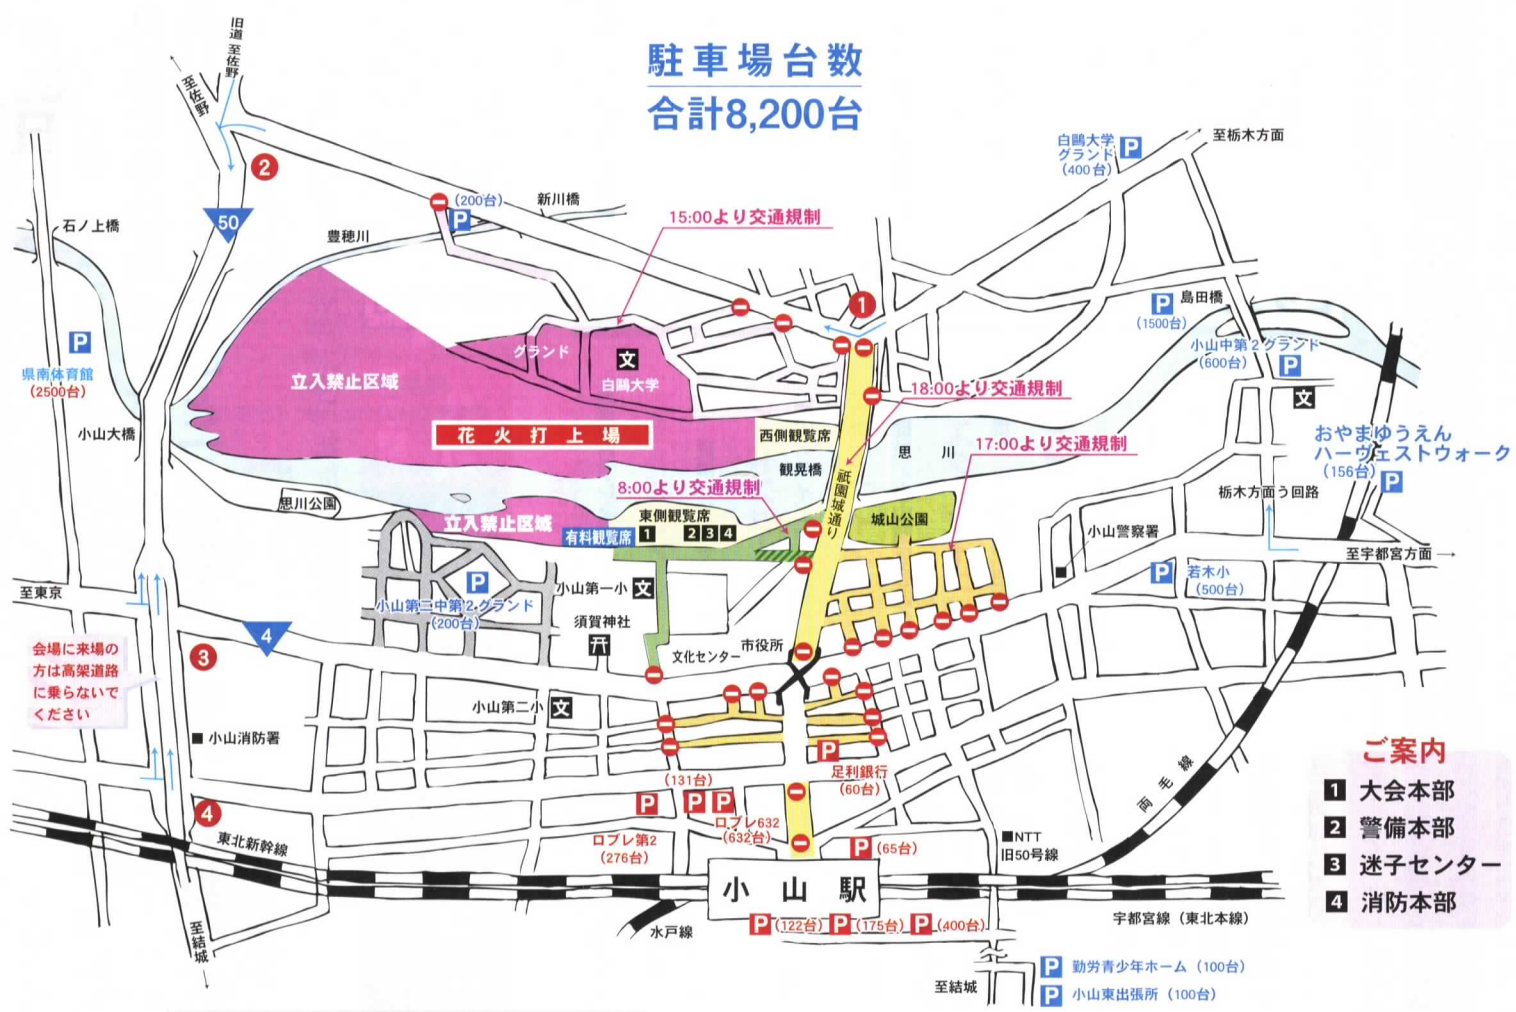 駐車場台数
合計8,200台
旧道 至佐野
至佐野
2
50
石ノ上橋
豊穂川
(200台)
P
新川橋
15:00より交通規制
白鷗大学
グランド
(400台)
P
至栃木方面
1
P
島田橋
(1500台)
小山中第2グランド
(600台)
P
文
P
県南体育館
(2500台)
小山大橋
立入禁止区域
グランド
文
白鷗大学
花火打上場
西側観覧席
観晃橋
18:00より交通規制
17:00より交通規制
思川
祇園城通り
8:00より交通規制
おやまゆうえん
ハーヴェストウォーク
(156台)
P
栃木方面う回路
思川公園
立入禁止区域
有料観覧席
東側観覧席
1 2 3 4
城山公園
小山警察署
至宇都宮方面
P
若木小
(500台)
P
小山第二中第2グランド
(200台)
小山第一小
文
須賀神社
文化センター
市役所
至東京
4
会場に来場の
方は高架道路
に乗らないで
ください
3
小山第二小
文
小山消防署
P
足利銀行
(60台)
(131台)
P
P
P
ロブレ632
(632台)
ロブレ第2
(276台)
4
東北新幹線
P
(65台)
NTT
旧50号線
両毛線
小山駅
P
(122台)
P
(175台)
P
(400台)
水戸線
宇都宮線（東北本線）
至結城
至結城
P
勤労青少年ホーム（100台）
P
小山東出張所（100台）
ご案内
1 大会本部
2 警備本部
3 迷子センター
4 消防本部